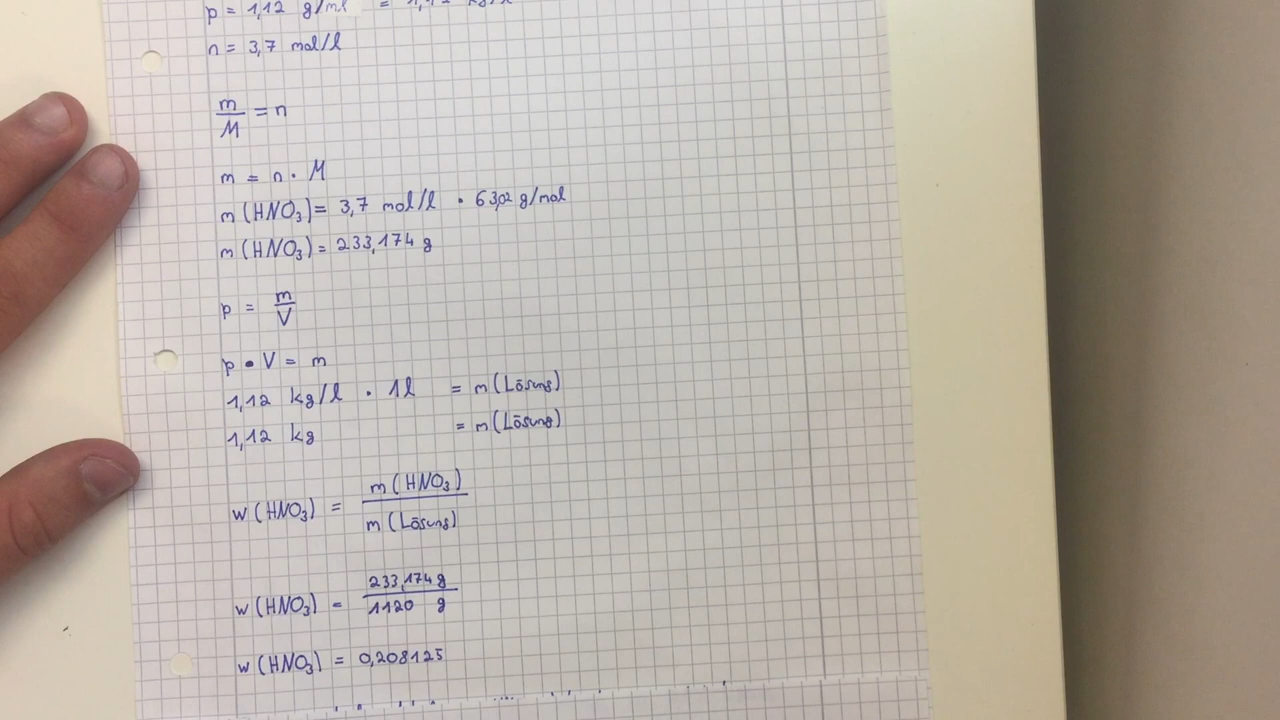 p = 1,12 g/ml =
n = 3,7 mol/l
m/M = n
m = n · M
m (HNO₃) = 3,7 mol/l · 63,02 g/mol
m (HNO₃) = 233,174 g
p = m/V
p · V = m
1,12 kg/l · 1l = m (Lösung)
1,12 kg = m (Lösung)
w (HNO₃) = m (HNO₃)/m (Lösung)
w (HNO₃) = 233,174 g/1120 g
w (HNO₃) = 0,208125